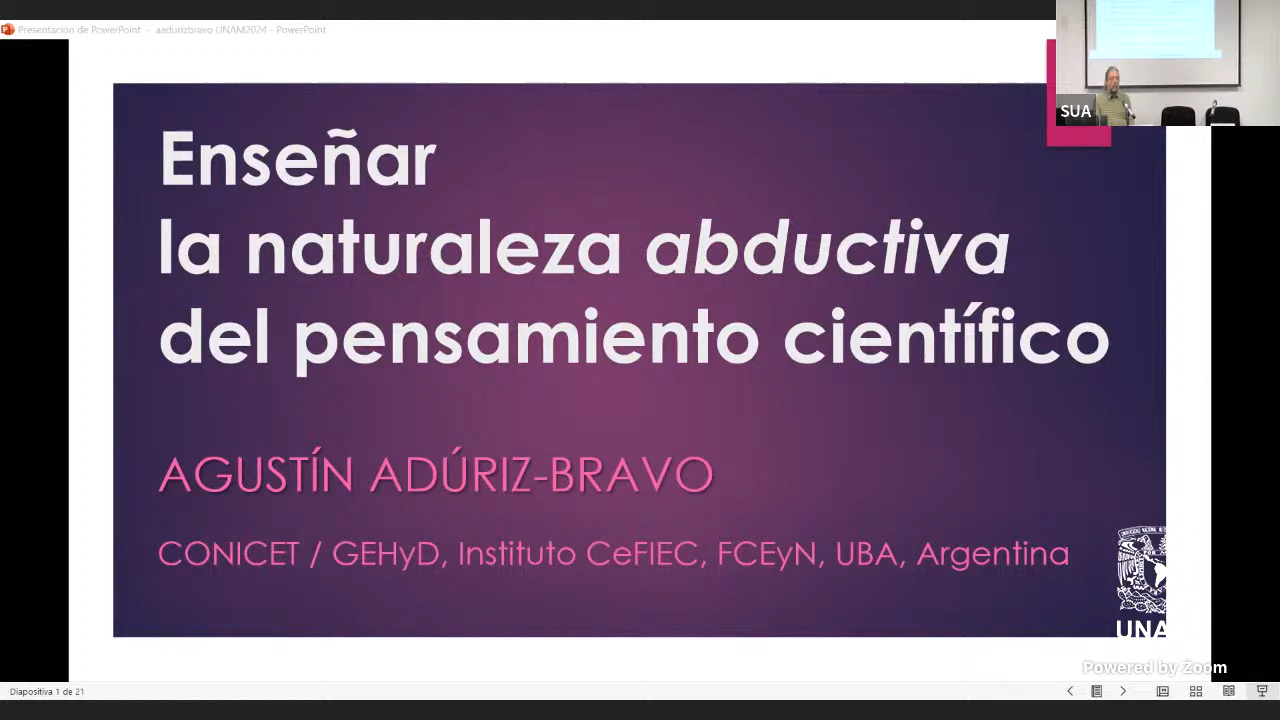 Presentación de PowerPoint - aadurizbravo UNAM2024 - PowerPoint
SUA
Enseñar
la naturaleza abductiva
del pensamiento científico
AGUSTÍN ADÚRIZ-BRAVO
CONICET / GEHyD, Instituto CeFIEC, FCEyN, UBA, Argentina
UNA
Powered by Zoom
Diapositiva 1 de 21